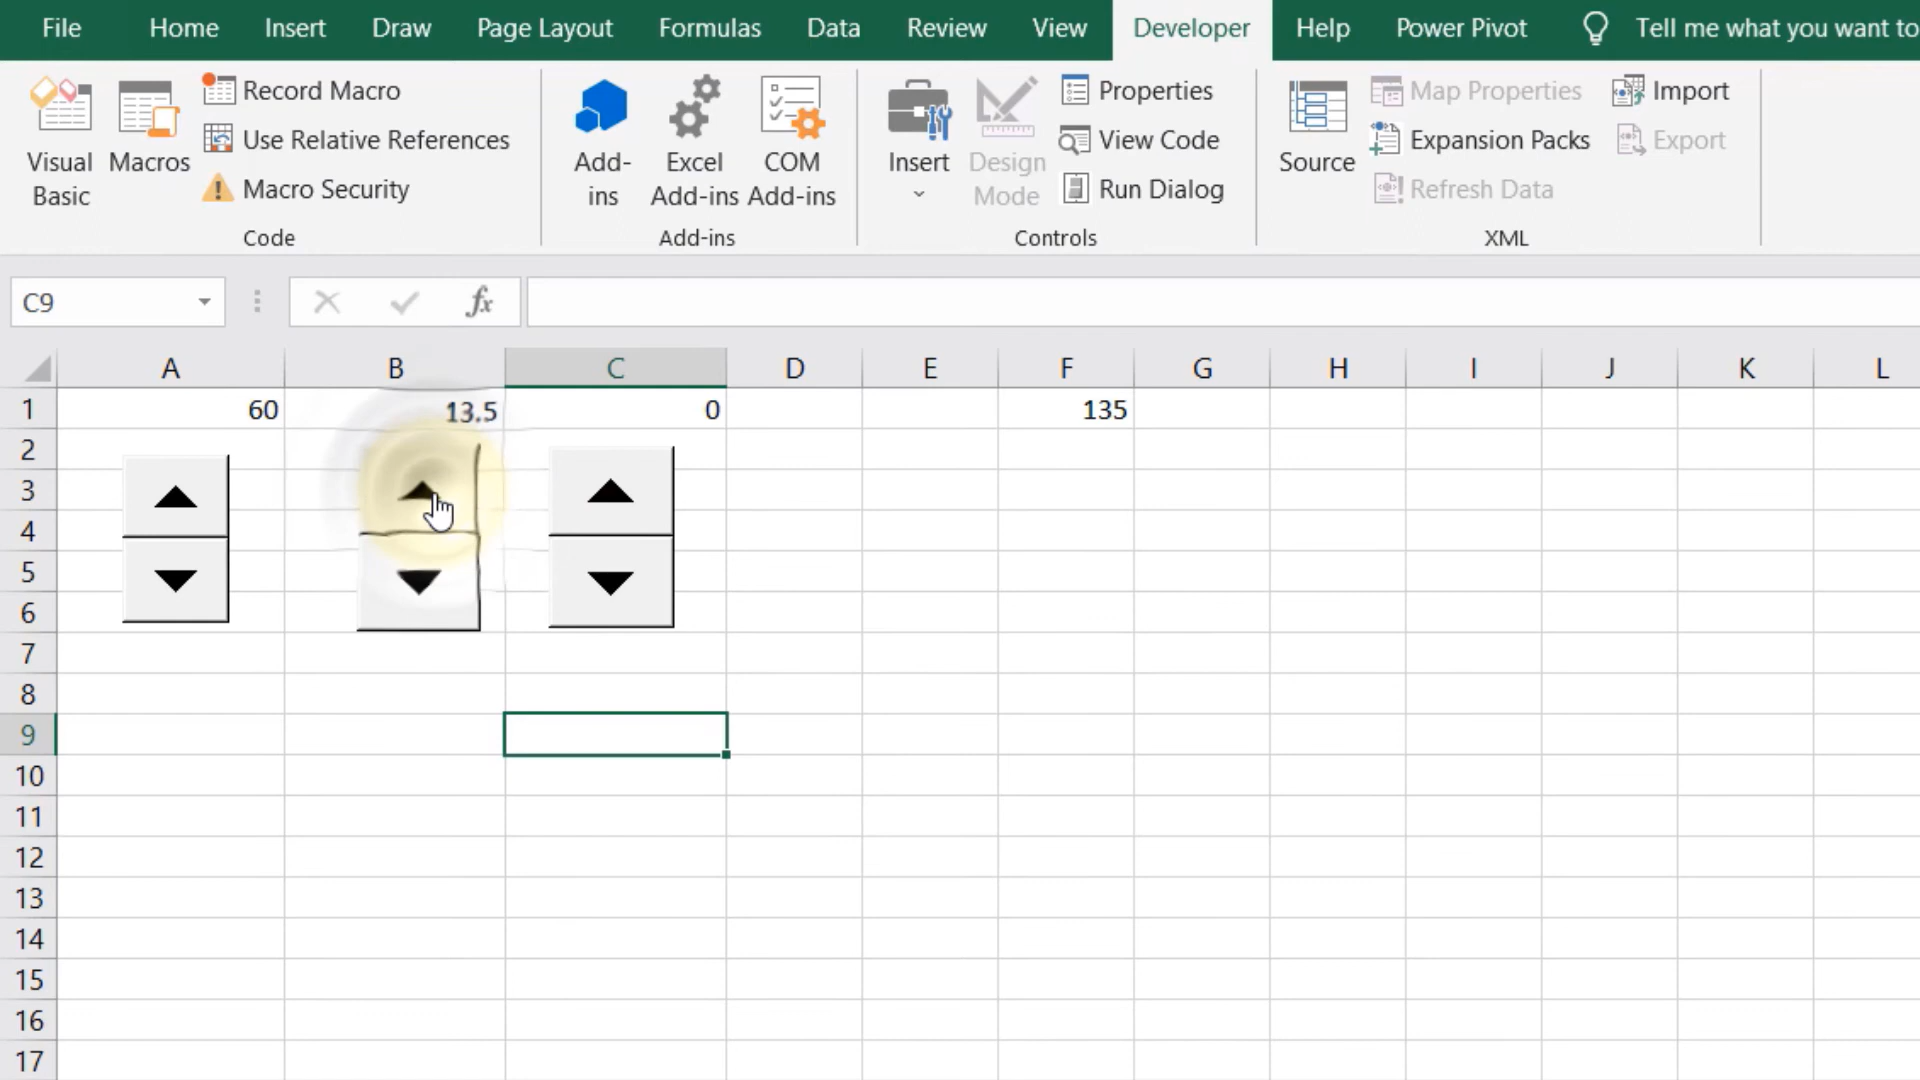 File Home Insert Draw Page Layout Formulas Data Review View Developer Help Power Pivot Tell me what you want to
Visual Basic
Macros
Record Macro
Use Relative References
Macro Security
Code
Add-ins
Excel Add-ins
COM Add-ins
Add-ins
Insert
Design Mode
Properties
View Code
Run Dialog
Controls
Source
Map Properties
Expansion Packs
Refresh Data
Import
Export
XML
C9 fx
A B C D E F G H I J K L
1 60 13.5 0 135
2
3
4
5
6
7
8
9
10
11
12
13
14
15
16
17